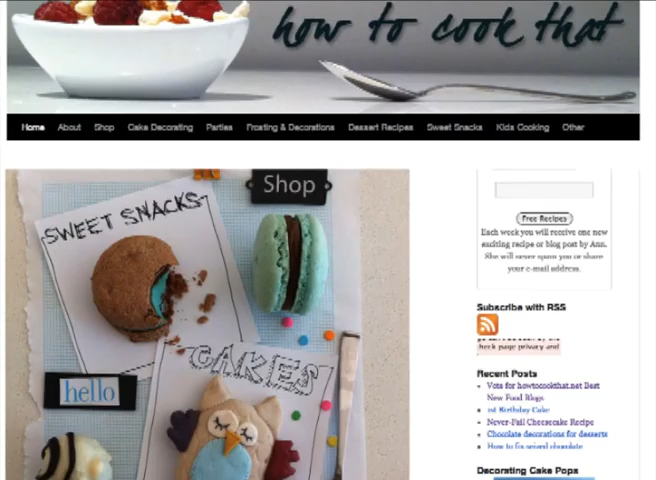 how to cook that
Home About Shop Cake Decorating Parties Frosting & Decorations Dessert Recipes Sweet Snacks Kids Cooking Other
Shop
SWEET SNACKS
CAKES
hello
Free Recipes
Each week you will receive one new
exciting recipe or blog post by Ann.
She will never spam you or share
your e-mail address.
Subscribe with RSS
heck page privacy and
Recent Posts
Vote for howtocookthat.net Best
New Food Blogs
1st Birthday Cake
Never-Fail Cheesecake Recipe
Chocolate decorations for desserts
How to fix seized chocolate
Decorating Cake Pops